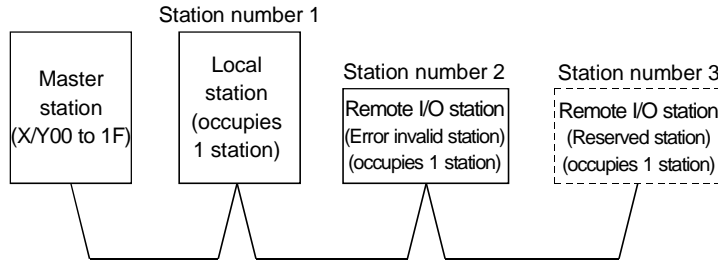 Station number 1
Master
station
(X/Y00 to 1F)
Local
station
(occupies
1 station)
Station number 2
Remote I/O station
(Error invalid station)
(occupies 1 station)
Station number 3
Remote I/O station
(Reserved station)
(occupies 1 station)